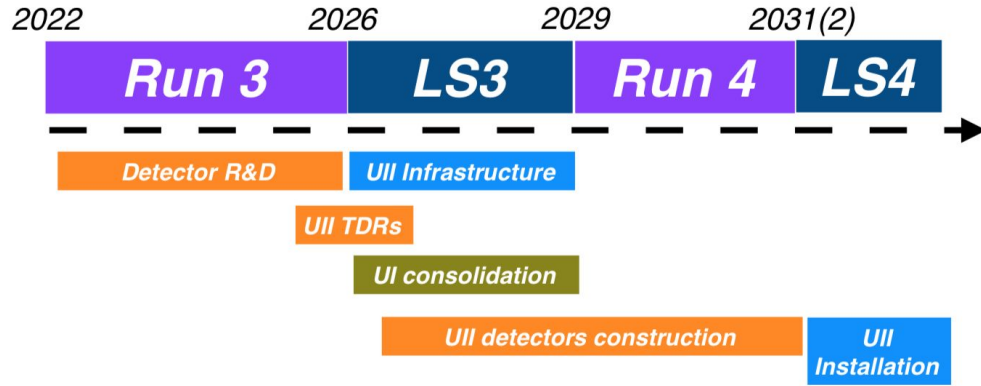 2022 2026 2029 2031(2)
Run 3 LS3 Run 4 LS4
Detector R&D UII Infrastructure
UII TDRs
UI consolidation
UII detectors construction UII
Installation